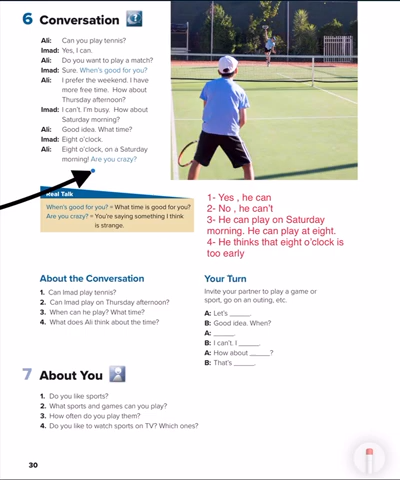 6 Conversation
Ali: Can you play tennis?
Imad: Yes, I can.
Ali: Do you want to play a match?
Imad: Sure. When's good for you?
Ali: I prefer the weekend. I have
more free time. How about
Thursday afternoon?
Imad: I can't. I'm busy. How about
Saturday morning?
Ali: Good idea. What time?
Imad: Eight o'clock.
Ali: Eight o'clock, on a Saturday
morning! Are you crazy?
Real Talk
When's good for you? = What time is good for you?
Are you crazy? = You're saying something I think
is strange.
1- Yes , he can
2- No , he can't
3- He can play on Saturday
morning. He can play at eight.
4- He thinks that eight o'clock is
too early
About the Conversation
1. Can Imad play tennis?
2. Can Imad play on Thursday afternoon?
3. When can he play? What time?
4. What does Ali think about the time?
Your Turn
Invite your partner to play a game or
sport, go on an outing, etc.
A: Let's _____.
B: Good idea. When?
A: _____.
B: I can't. I _____.
A: How about _____?
B: That's _____.
7 About You
1. Do you like sports?
2. What sports and games can you play?
3. How often do you play them?
4. Do you like to watch sports on TV? Which ones?
30